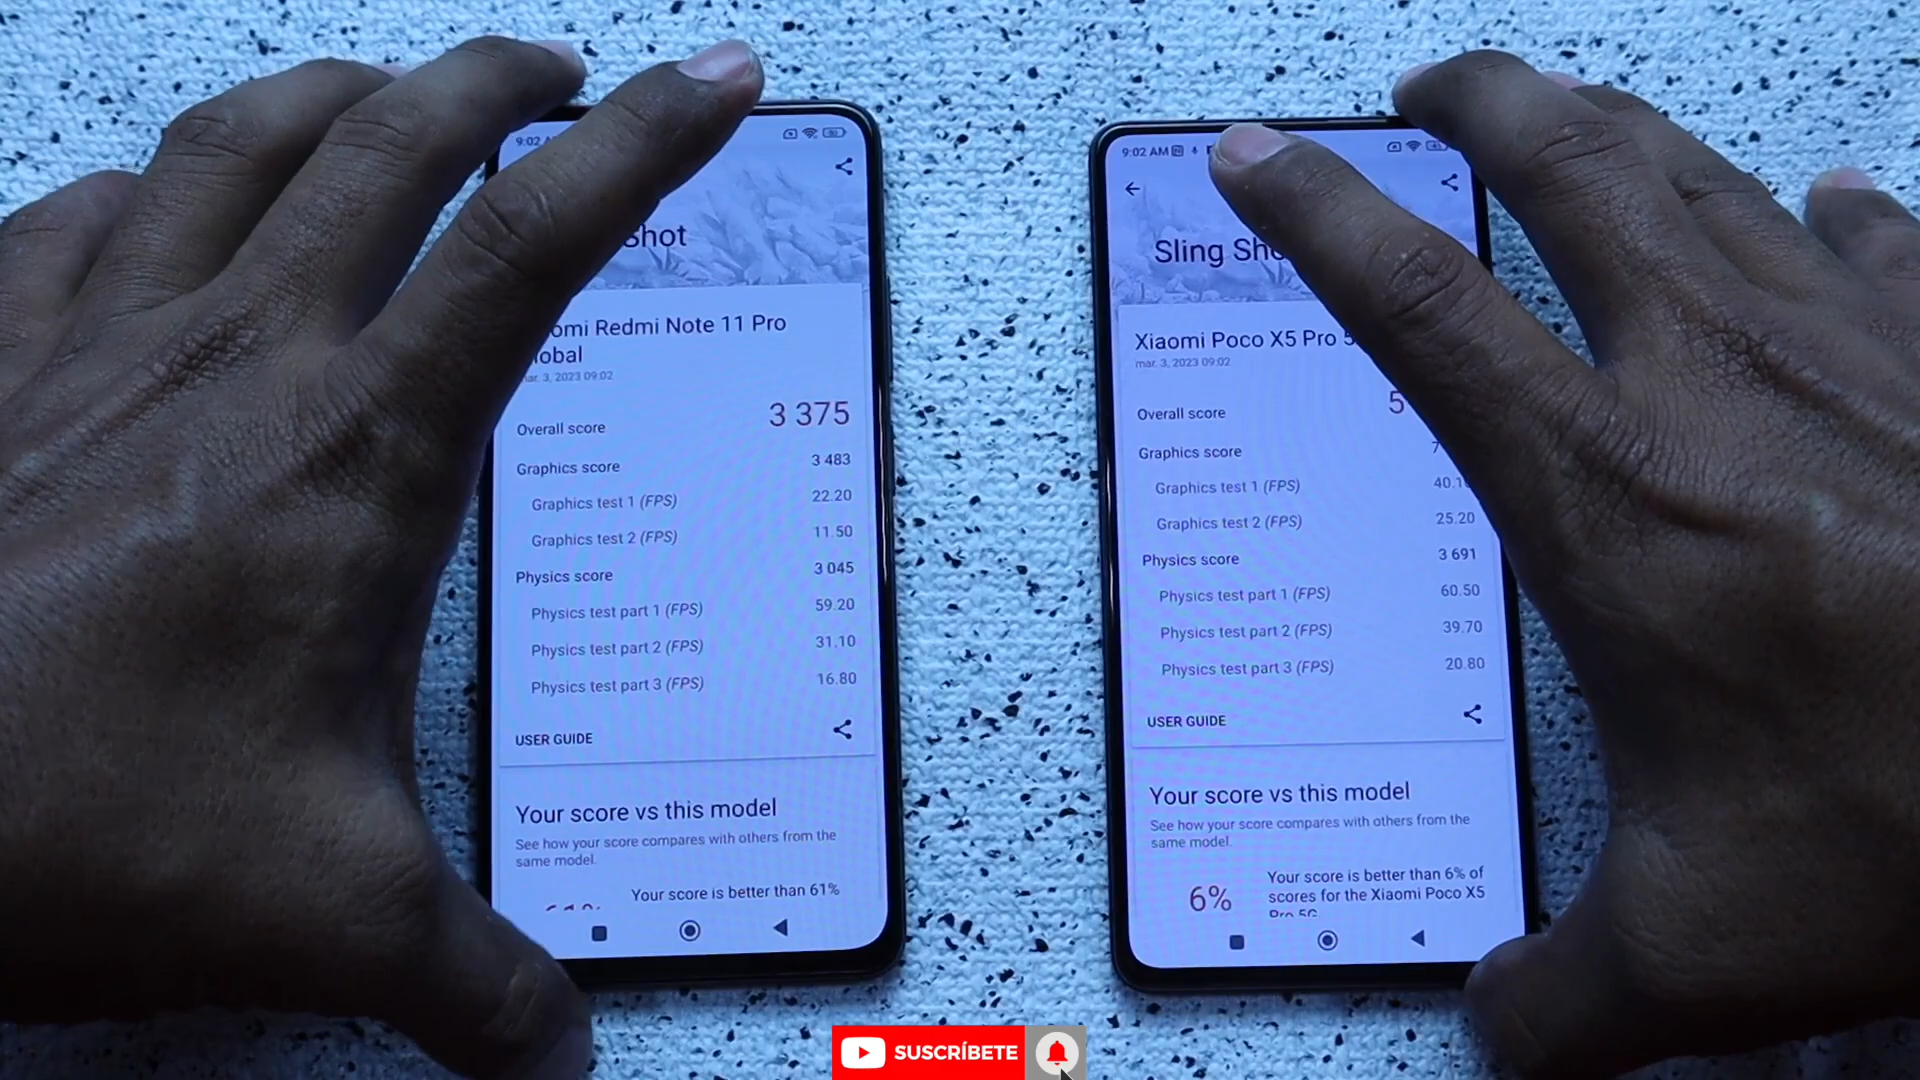 9:02
Shot
Redmi Note 11 Pro
3, 2023 09:02
Overall score 3 375
Graphics score 3 483
Graphics test 1 (FPS) 22.20
Graphics test 2 (FPS) 11.50
Physics score 3 045
Physics test part 1 (FPS) 59.20
Physics test part 2 (FPS) 31.10
Physics test part 3 (FPS) 16.80
USER GUIDE
Your score vs this model
See how your score compares with others from the
same model.
Your score is better than 61%
9:02 AM
Sling
Xiaomi Poco X5 Pro
mar. 3, 2023 09:02
Overall score
Graphics score
Graphics test 1 (FPS)
Graphics test 2 (FPS) 25.20
Physics score 3 691
Physics test part 1 (FPS) 60.50
Physics test part 2 (FPS) 39.70
Physics test part 3 (FPS) 20.80
USER GUIDE
Your score vs this model
See how your score compares with others from the
same model.
6%
Your score is better than 6% of
scores for the Xiaomi Poco X5
Pro 5G
SUSCRÍBETE